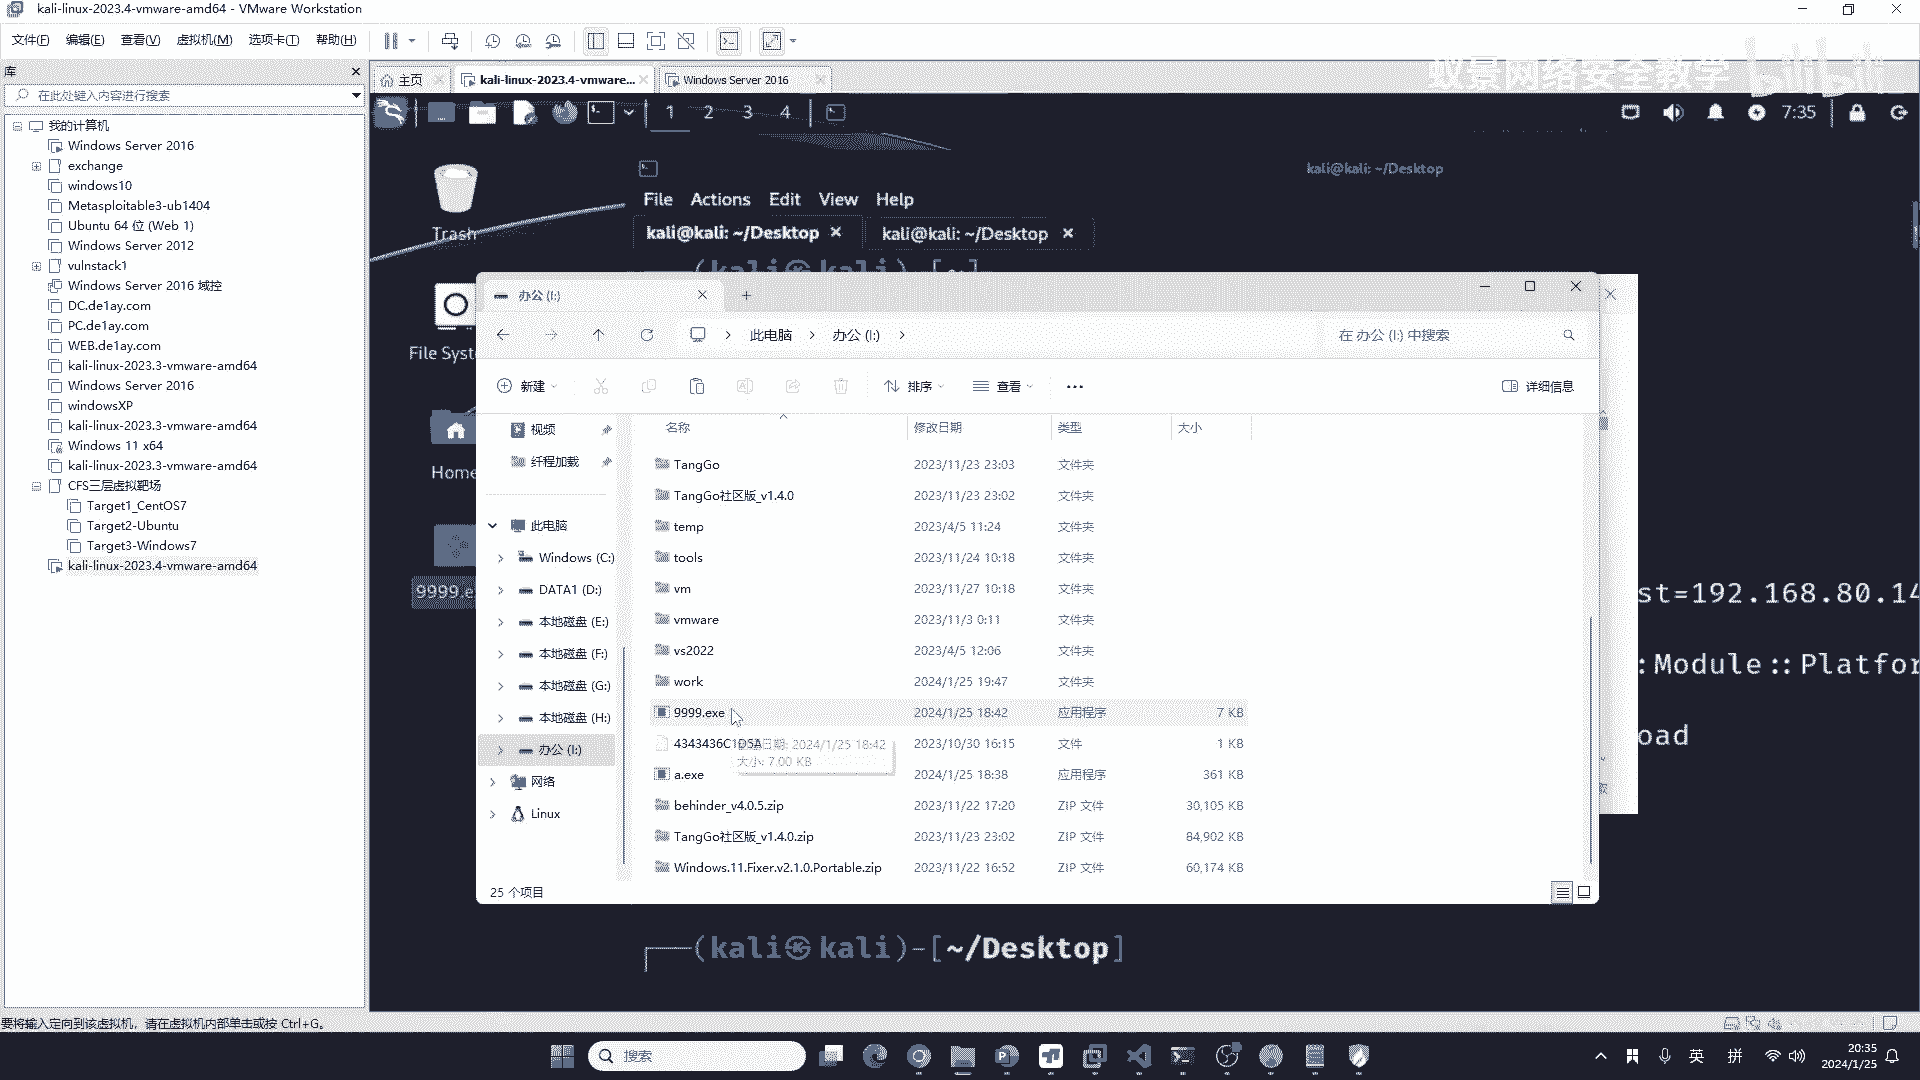 kali-linux-2023.4-vmware-amd64 - VMware Workstation
文件(F) 编辑(E) 查看(V) 虚拟机(M) 选项卡(T) 帮助(H)
库
在此处键入内容进行搜索
我的计算机
Windows Server 2016
exchange
windows10
Metasploitable3-ub1404
Ubuntu 64 位 (Web 1)
Windows Server 2012
vulnstack1
Windows Server 2016 域控
DC.de1ay.com
PC.de1ay.com
WEB.de1ay.com
kali-linux-2023.3-vmware-amd64
Windows Server 2016
windowsXP
kali-linux-2023.3-vmware-amd64
Windows 11 x64
kali-linux-2023.3-vmware-amd64
CFS三层虚拟靶场
Target1_CentOS7
Target2-Ubuntu
Target3-Windows7
kali-linux-2023.4-vmware-amd64
主页 kali-linux-2023.4-vmware... Windows Server 2016
蚁景网络安全教学 bilibili
1 2 3 4 7:35
Trash
File Syst
Home
9999.e
kali@kali: ~/Desktop
File Actions Edit View Help
kali@kali: ~/Desktop kali@kali: ~/Desktop
办公 (I:)
此电脑 办公 (I:) 在 办公 (I:) 中搜索
新建 排序 查看 详细信息
视频
纤程加载
此电脑
Windows (C:)
DATA1 (D:)
本地磁盘 (E:)
本地磁盘 (F:)
本地磁盘 (G:)
本地磁盘 (H:)
办公 (I:)
网络
Linux
名称 修改日期 类型 大小
TangGo 2023/11/23 23:03 文件夹
TangGo社区版_v1.4.0 2023/11/23 23:02 文件夹
temp 2023/4/5 11:24 文件夹
tools 2023/11/24 10:18 文件夹
vm 2023/11/27 10:18 文件夹
vmware 2023/11/3 0:11 文件夹
vs2022 2023/4/5 12:06 文件夹
work 2024/1/25 19:47 文件夹
9999.exe 2024/1/25 18:42 应用程序 7 KB
4343436C1D5A 2023/10/30 16:15 文件 1 KB
日期: 2024/1/25 18:42
大小: 7.00 KB
a.exe 2024/1/25 18:38 应用程序 361 KB
behinder_v4.0.5.zip 2023/11/22 17:20 ZIP 文件 30,105 KB
TangGo社区版_v1.4.0.zip 2023/11/23 23:02 ZIP 文件 84,902 KB
Windows.11.Fixer.v2.1.0.Portable.zip 2023/11/22 16:52 ZIP 文件 60,174 KB
25 个项目
st=192.168.80.14
:Module::Platfor
oad
(kali㉿kali)-[~/Desktop]
要将输入定向到该虚拟机，请在虚拟机内部单击或按 Ctrl+G。
搜索
英 拼 20:35
2024/1/25